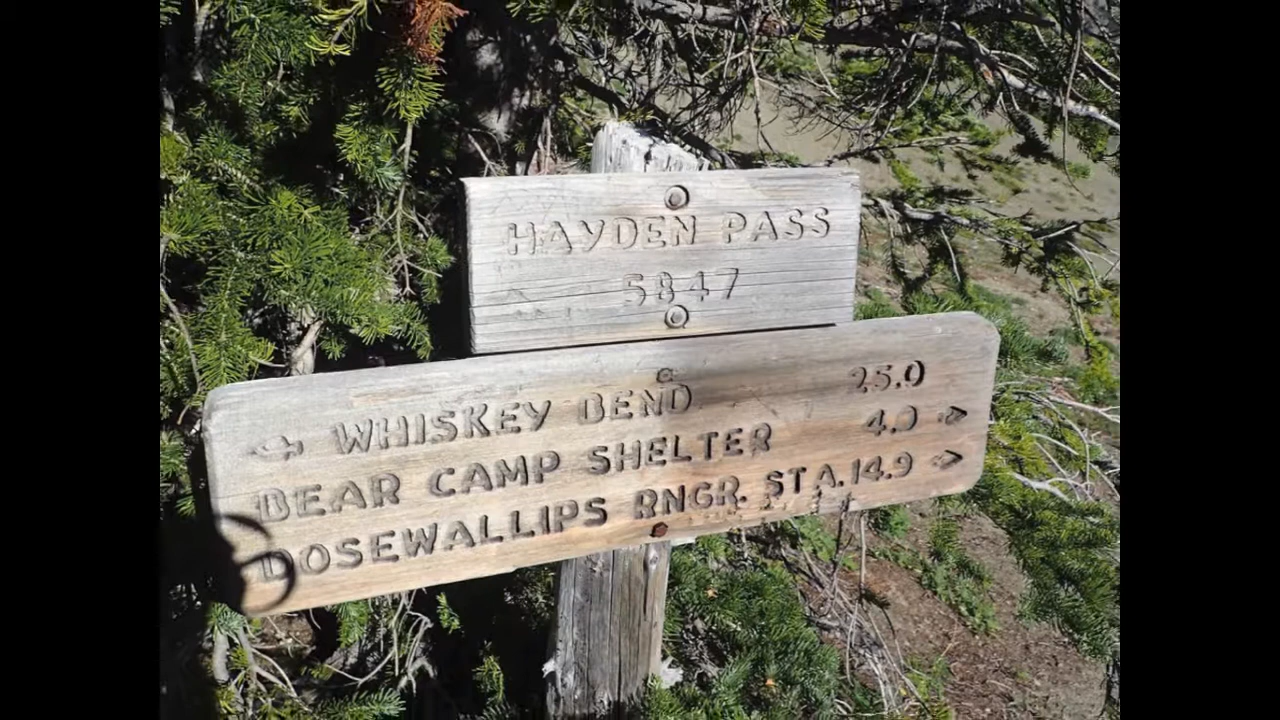 HAYDEN PASS
5847
WHISKEY BEND 25.0
BEAR CAMP SHELTER 4.0
DOSEWALLIPS RNGR. STA. 14.9